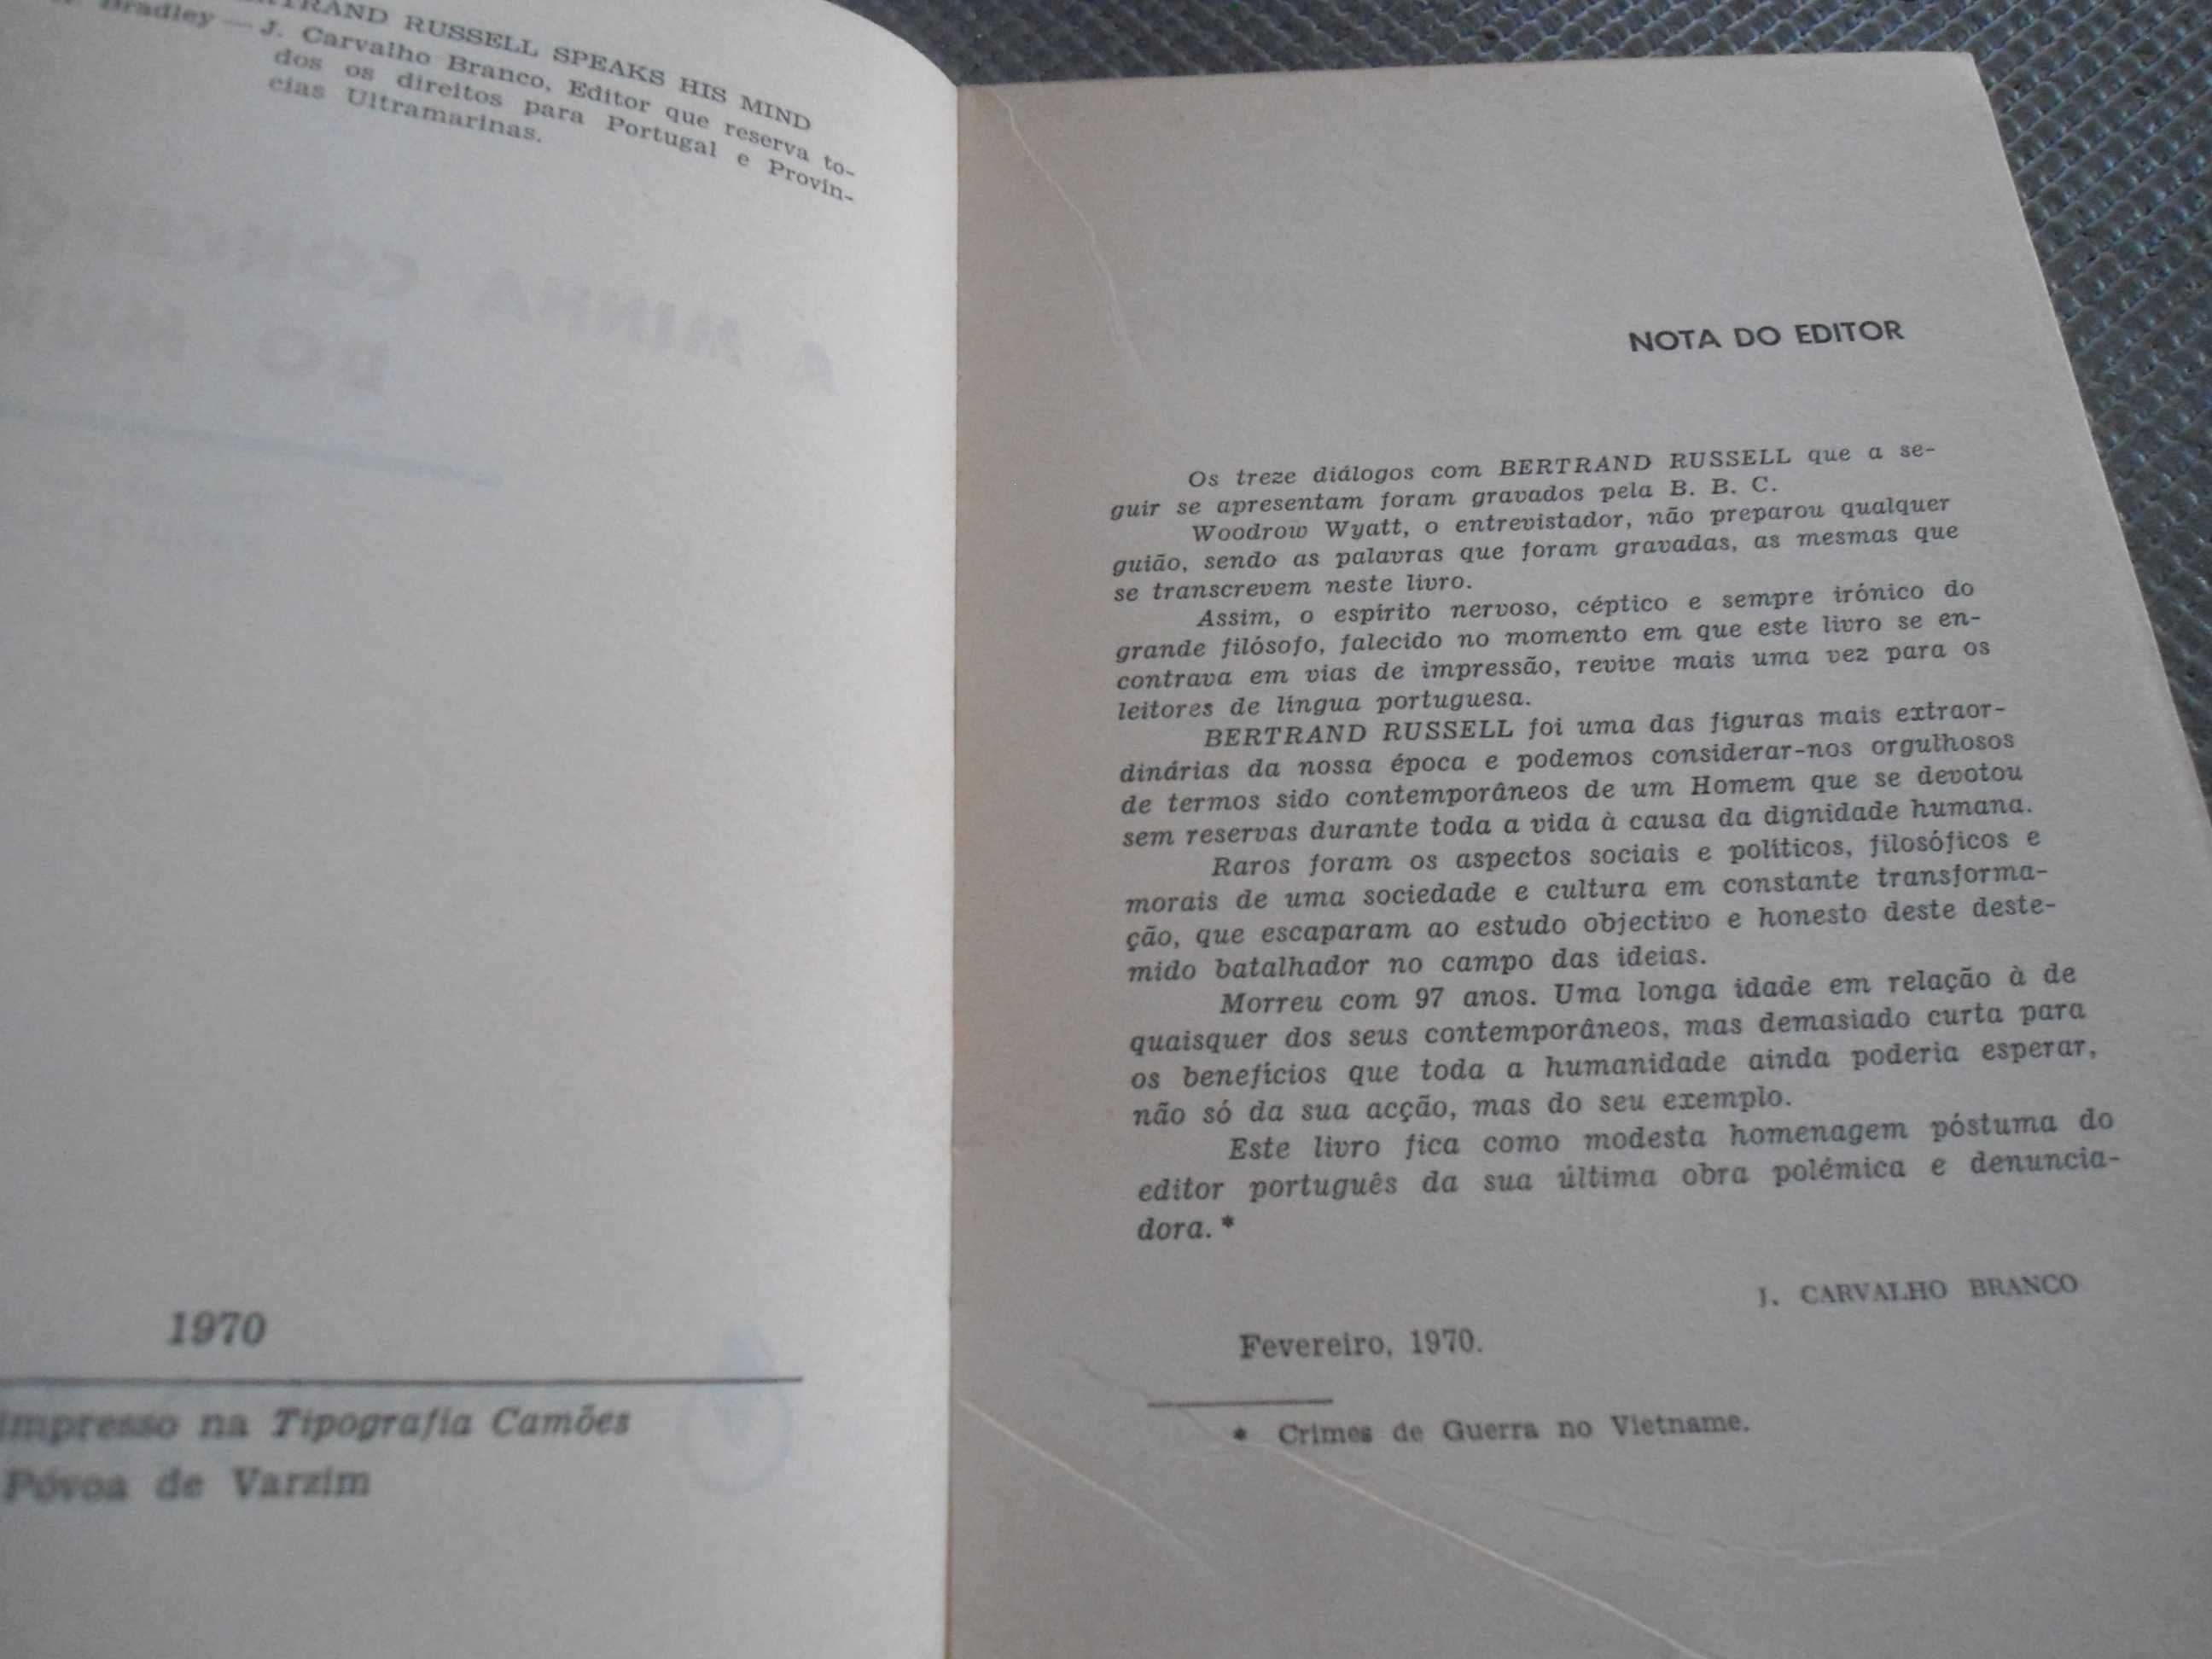 RUSSELL SPEAKS HIS MIND
Bradley — J. Carvalho Branco, Editor que reserva to-
dos os direitos para Portugal e Provín-
cias Ultramarinas.
A MINHA
DO
1970
Impresso na Tipografia Camões
Póvoa de Varzim
NOTA DO EDITOR
Os treze diálogos com BERTRAND RUSSELL que a se-
guir se apresentam foram gravados pela B. B. C.
Woodrow Wyatt, o entrevistador, não preparou qualquer
guião, sendo as palavras que foram gravadas, as mesmas que
se transcrevem neste livro.
Assim, o espírito nervoso, céptico e sempre irónico do
grande filósofo, falecido no momento em que este livro se en-
contrava em vias de impressão, revive mais uma vez para os
leitores de língua portuguesa.
BERTRAND RUSSELL foi uma das figuras mais extraor-
dinárias da nossa época e podemos considerar-nos orgulhosos
de termos sido contemporâneos de um Homem que se devotou
sem reservas durante toda a vida à causa da dignidade humana.
Raros foram os aspectos sociais e políticos, filosóficos e
morais de uma sociedade e cultura em constante transforma-
ção, que escaparam ao estudo objectivo e honesto deste deste-
mido batalhador no campo das ideias.
Morreu com 97 anos. Uma longa idade em relação à de
quaisquer dos seus contemporâneos, mas demasiado curta para
os benefícios que toda a humanidade ainda poderia esperar,
não só da sua acção, mas do seu exemplo.
Este livro fica como modesta homenagem póstuma do
editor português da sua última obra polémica e denuncia-
dora. *
J. CARVALHO BRANCO
Fevereiro, 1970.
* Crimes de Guerra no Vietname.